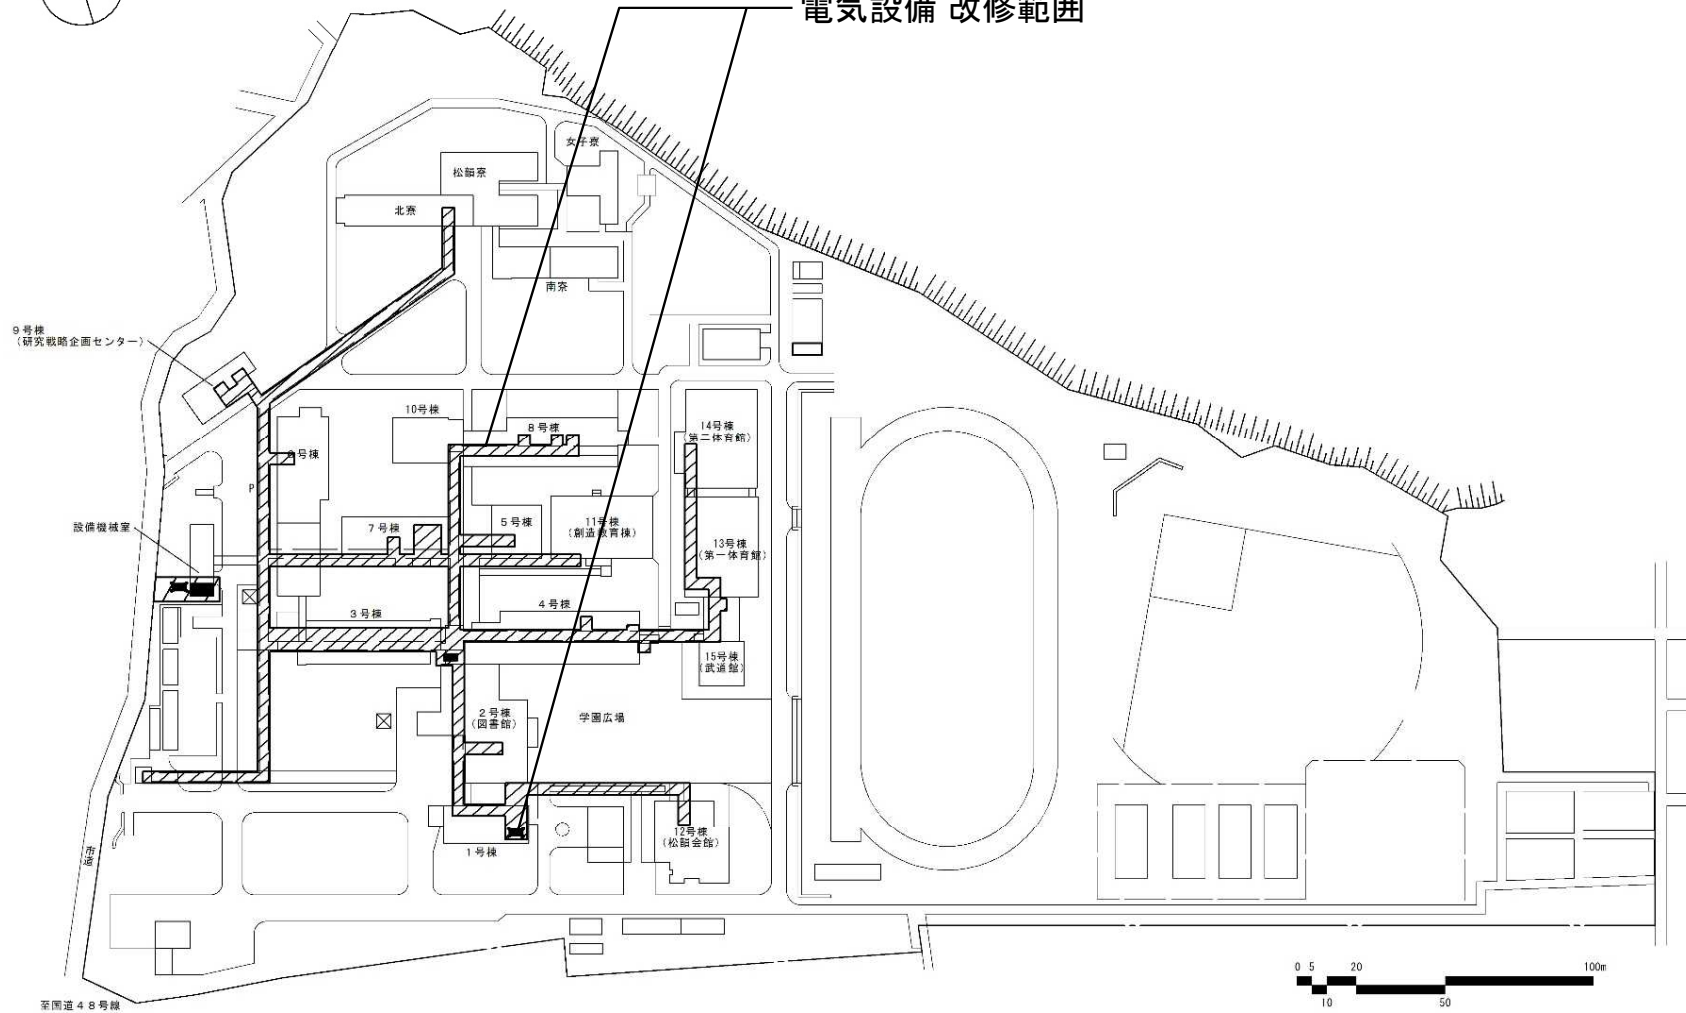 電気設備 改修範囲
女子寮
松韻寮
北寮
南寮
9号棟
(研究戦略企画センター)
10号棟
8号棟
14号棟
(第二体育館)
6号棟
P
設備機械室
7号棟
5号棟
11号棟
(創造教育棟)
13号棟
(第一体育館)
3号棟
4号棟
15号棟
(武道館)
2号棟
(図書館)
学園広場
12号棟
(松韻会館)
1号棟
市道
0 5 20 100m
10 50
至国道48号線